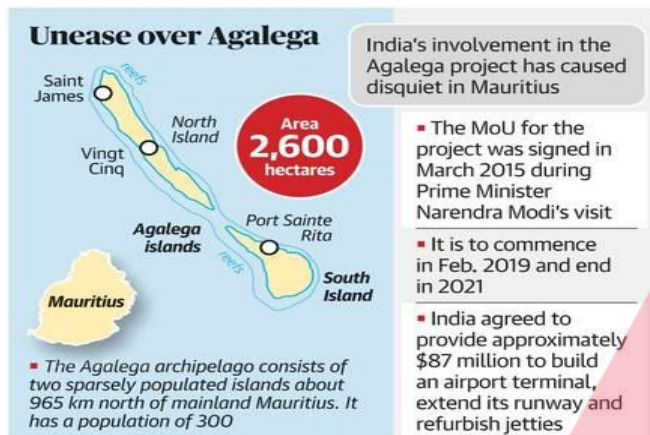 Unease over Agalega
Saint
James
reefs
North
Island
Vingt
Cinq
Area
2,600
hectares
Agalega
islands
Port Sainte
Rita
reefs
South
Island
Mauritius
▪ The Agalega archipelago consists of
two sparsely populated islands about
965 km north of mainland Mauritius. It
has a population of 300
India's involvement in the
Agalega project has caused
disquiet in Mauritius
▪ The MoU for the
project was signed in
March 2015 during
Prime Minister
Narendra Modi's visit
▪ It is to commence
in Feb. 2019 and end
in 2021
▪ India agreed to
provide approximately
$87 million to build
an airport terminal,
extend its runway and
refurbish jetties